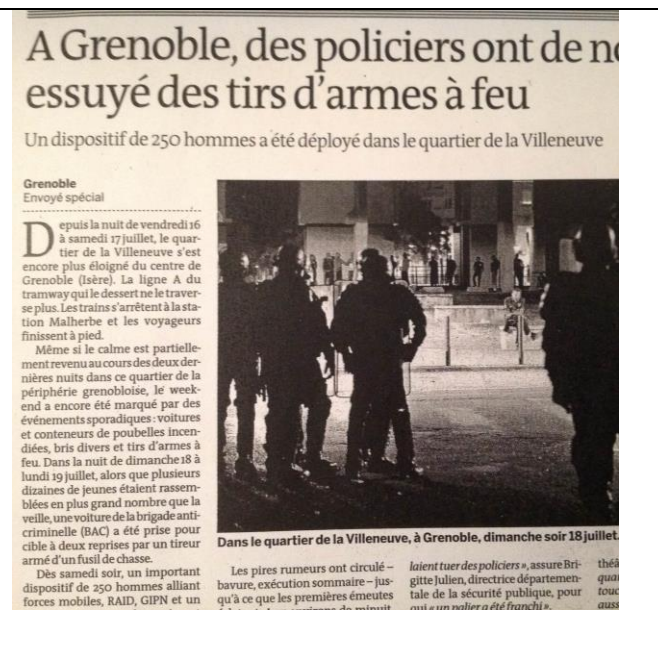 A Grenoble, des policiers ont de
essuyé des tirs d'armes à feu
Un dispositif de 250 hommes a été déployé dans le quartier de la Villeneuve
Grenoble
Envoyé spécial
Depuis la nuit de vendredi 16
à samedi 17 juillet, le quar-
tier de la Villeneuve s'est
encore plus éloigné du centre de
Grenoble (Isère). La ligne A du
tramway qui le dessert ne le traver-
se plus. Les trains s'arrêtent à la sta-
tion Malherbe et les voyageurs
finissent à pied.
Même si le calme est partielle-
ment revenu au cours des deux der-
nières nuits dans ce quartier de la
périphérie grenobloise, le week-
end a encore été marqué par des
événements sporadiques : voitures
et conteneurs de poubelles incen-
diées, bris divers et tirs d'armes à
feu. Dans la nuit de dimanche 18 à
lundi 19 juillet, alors que plusieurs
dizaines de jeunes étaient rassem-
blées en plus grand nombre que la
veille, une voiture de la brigade anti-
criminelle (BAC) a été prise pour
cible à deux reprises par un tireur
armé d'un fusil de chasse.
Dès samedi soir, un important
dispositif de 250 hommes alliant
forces mobiles, RAID, GIPN et un
Dans le quartier de la Villeneuve, à Grenoble, dimanche soir 18 juillet.
Les pires rumeurs ont circulé –
bavure, exécution sommaire – jus-
qu'à ce que les premières émeutes
laient tuer des policiers », assure Bri-
gitte Julien, directrice départemen-
tale de la sécurité publique, pour
qui « un palier a été franchi ».